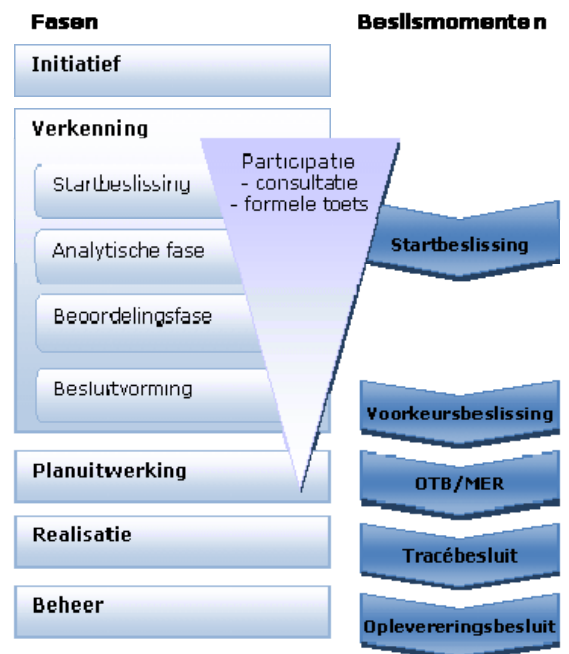 Fasen
Beslismomenten
Initiatief
Verkenning
Participatie
- consultatie
- formele toets
Startbeslissing
Startbeslissing
Analytische fase
Beoordelingsfase
Besluitvorming
Voorkeursbeslissing
Planuitwerking
OTB/MER
Realisatie
Tracébesluit
Beheer
Oplevereringsbesluit